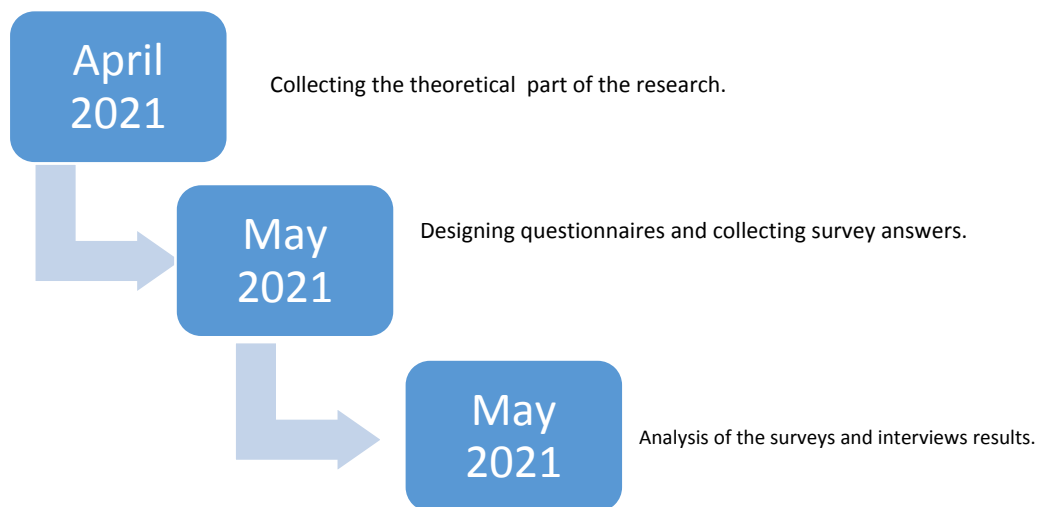 April
2021
Collecting the theoretical  part of the research.
May
2021
Designing questionnaires and collecting survey answers.
May
2021
Analysis of the surveys and interviews results.